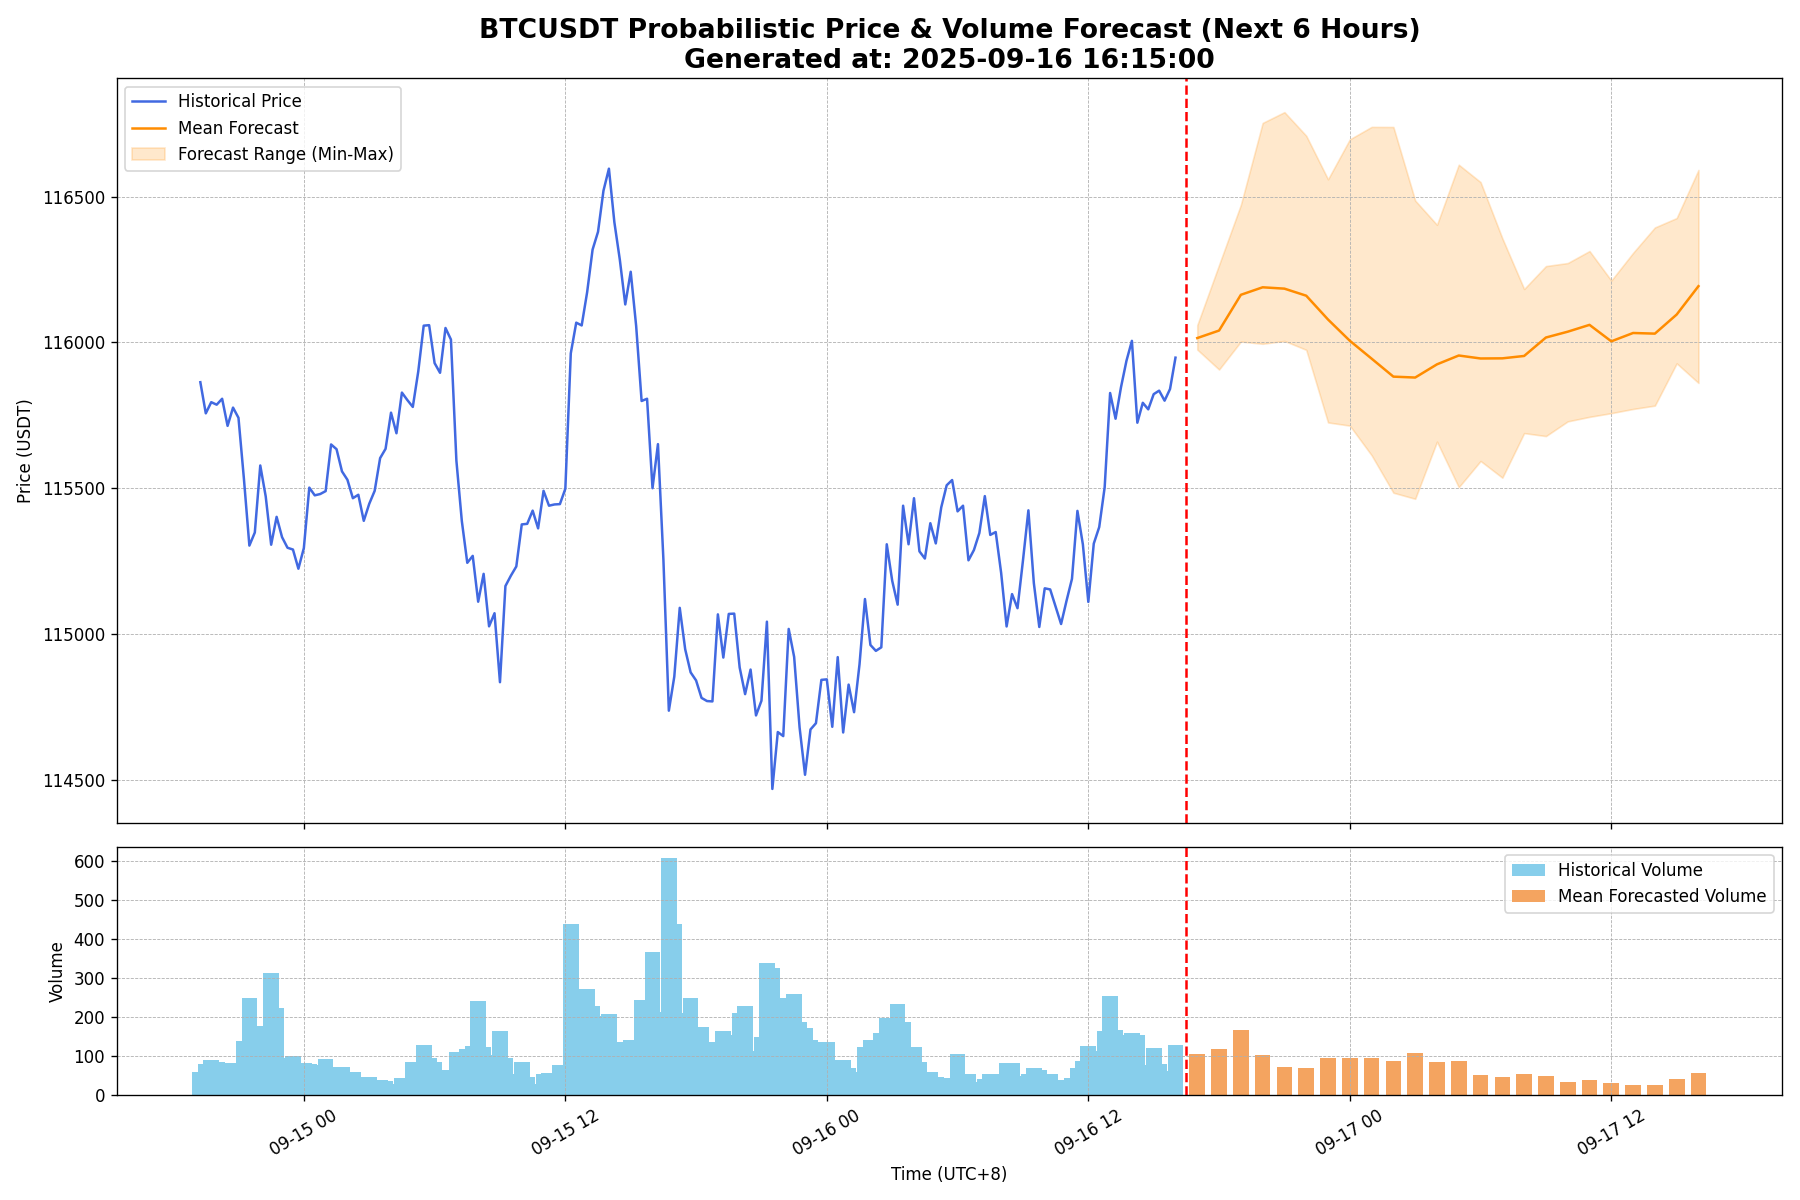 BTCUSDT Probabilistic Price & Volume Forecast (Next 6 Hours)
Generated at: 2025-09-16 16:15:00
Historical Price
Mean Forecast
Forecast Range (Min-Max)
Price (USDT)
116500
116000
115500
115000
114500
Historical Volume
Mean Forecasted Volume
Volume
600
500
400
300
200
100
0
09-15 00
09-15 12
09-16 00
09-16 12
09-17 00
09-17 12
Time (UTC+8)